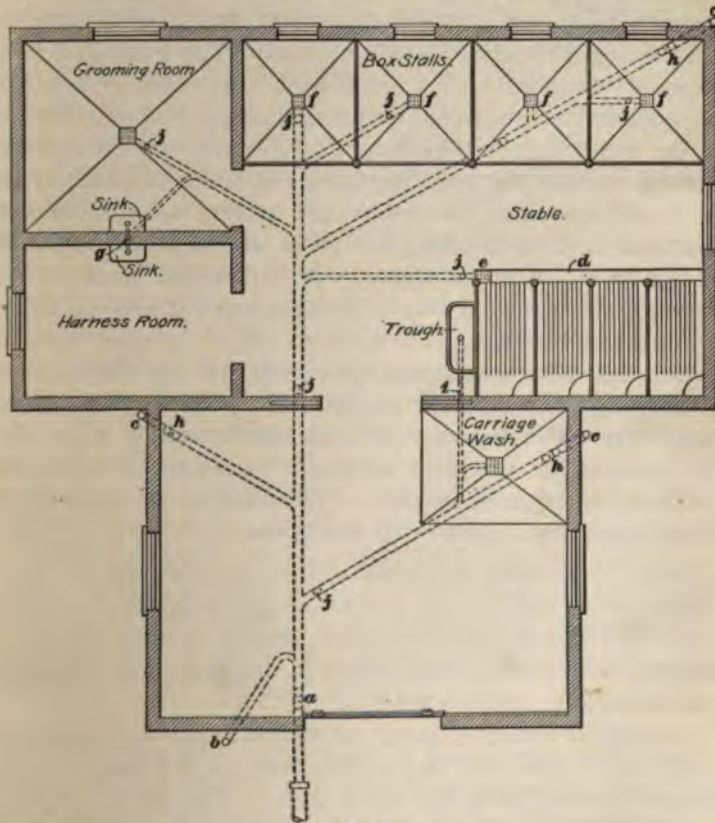 Grooming Room
Box Stalls.
h
f
f
f
f
j
j
j
j
j
Sink.
Stable.
g
Sink.
j
e
d
Harness Room.
Trough
j
i
c
h
Carriage
Wash.
c
h
j
a
b